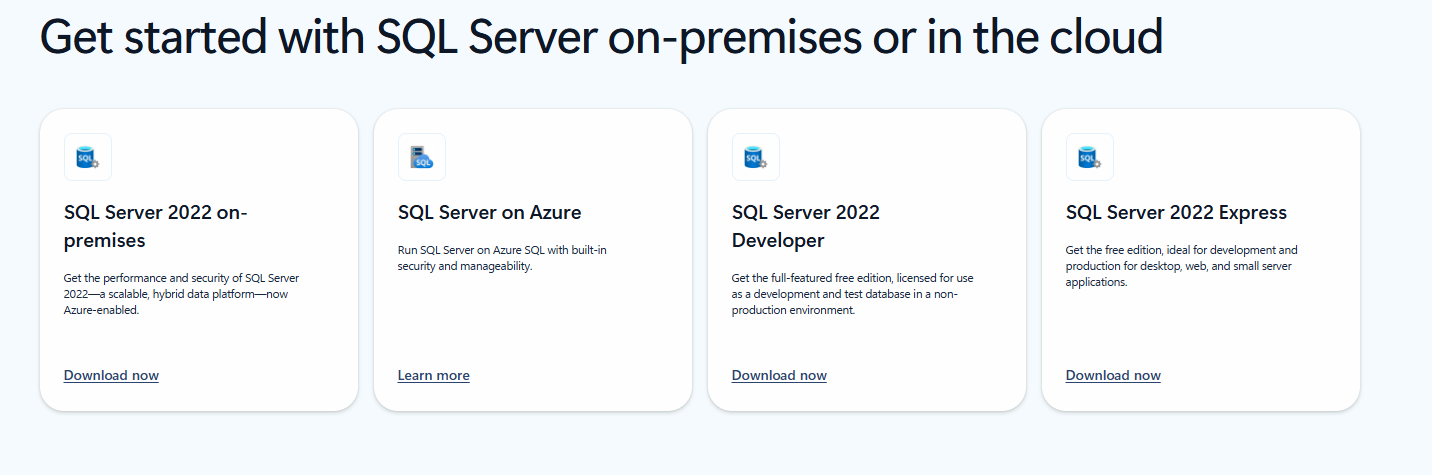 Get started with SQL Server on-premises or in the cloud
SQL
SQL Server 2022 on-
premises
Get the performance and security of SQL Server
2022—a scalable, hybrid data platform—now
Azure-enabled.
Download now
SQL
SQL Server on Azure
Run SQL Server on Azure SQL with built-in
security and manageability.
Learn more
SQL
SQL Server 2022
Developer
Get the full-featured free edition, licensed for use
as a development and test database in a non-
production environment.
Download now
SQL
SQL Server 2022 Express
Get the free edition, ideal for development and
production for desktop, web, and small server
applications.
Download now